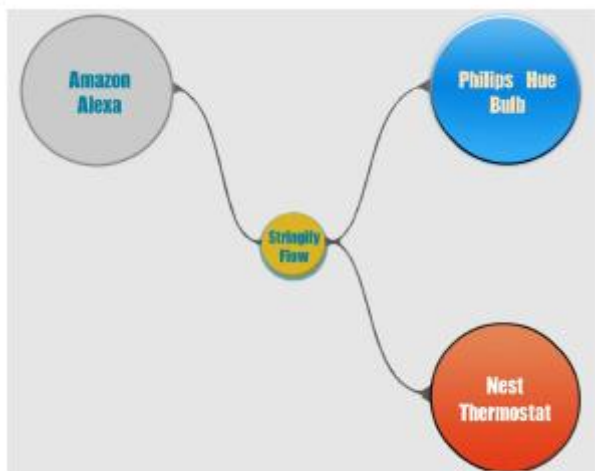 Amazon
Alexa
Philips Hue
Bulb
Stringify
Flow
Nest
Thermostat